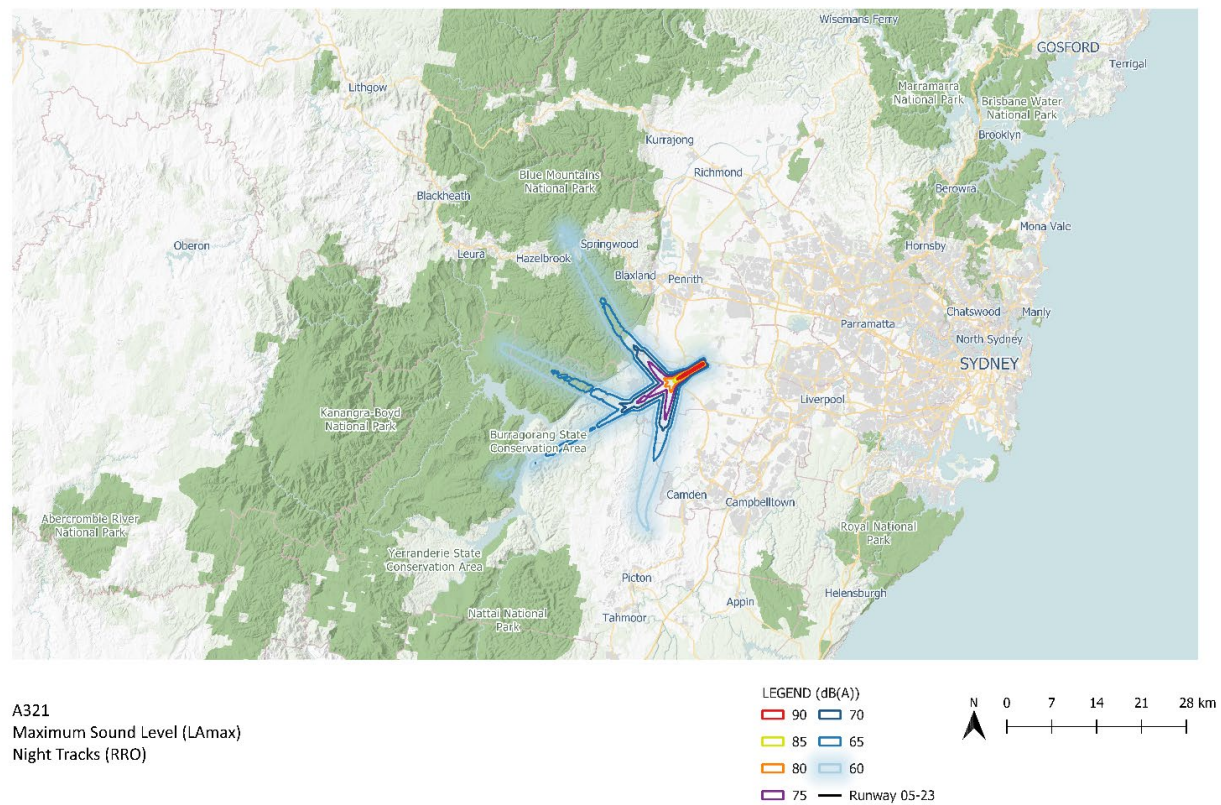 Wisemans Ferry
GOSFORD
Terrigal
Lithgow
Marramarra
National Park
Brisbane Water
National Park
Brooklyn
Kurrajong
Richmond
Blue Mountains
National Park
Blackheath
Berowra
Mona Vale
Oberon
Springwood
Hornsby
Leura
Hazelbrook
Blaxland
Penrith
Chatswood
Manly
Parramatta
North Sydney
SYDNEY
Liverpool
Kanangra-Boyd
National Park
Burragorang State
Conservation Area
Camden
Campbelltown
Abercrombie River
National Park
Royal National
Park
Yerranderie State
Conservation Area
Picton
Helensburgh
Appin
Nattai National
Park
Tahmoor
A321
Maximum Sound Level (LAmax)
Night Tracks (RRO)
LEGEND (dB(A))
90 70
85 65
80 60
75 Runway 05-23
N 0 7 14 21 28 km